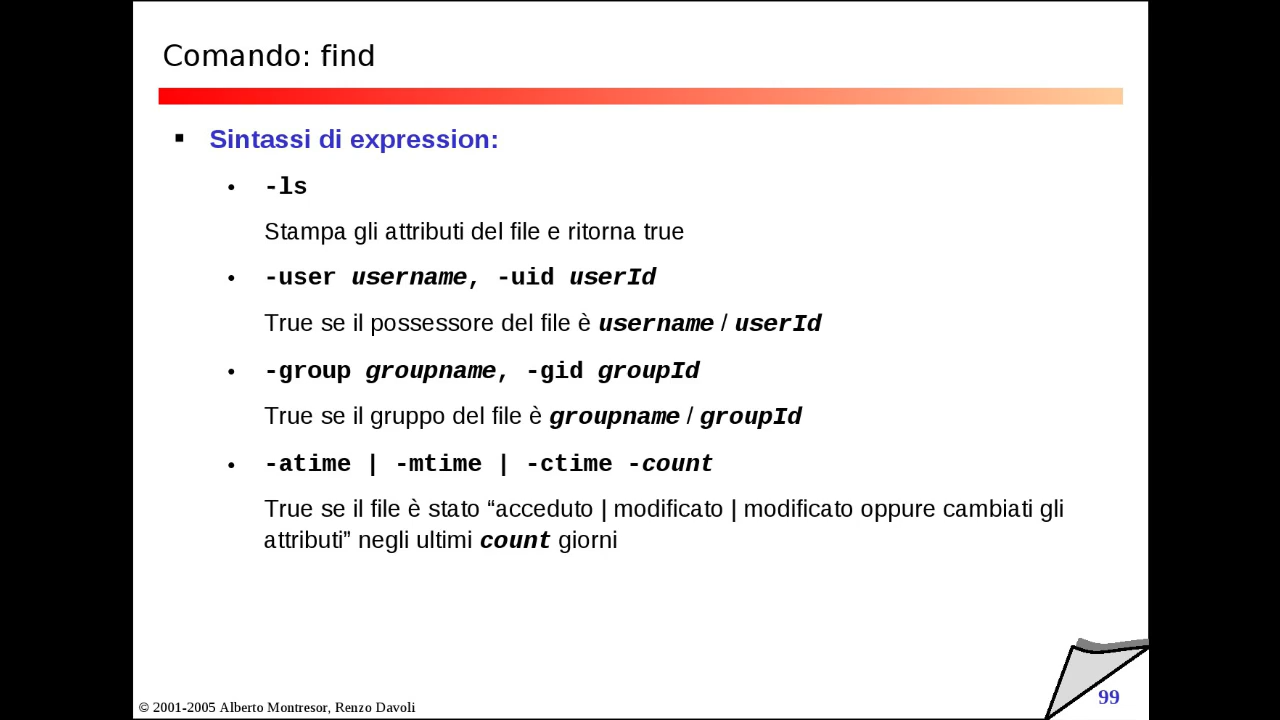 Comando: find
Sintassi di expression:
-ls
Stampa gli attributi del file e ritorna true
-user username, -uid userId
True se il possessore del file è username / userId
-group groupname, -gid groupId
True se il gruppo del file è groupname / groupId
-atime | -mtime | -ctime -count
True se il file è stato “acceduto | modificato | modificato oppure cambiati gli
attributi” negli ultimi count giorni
© 2001-2005 Alberto Montresor, Renzo Davoli
99